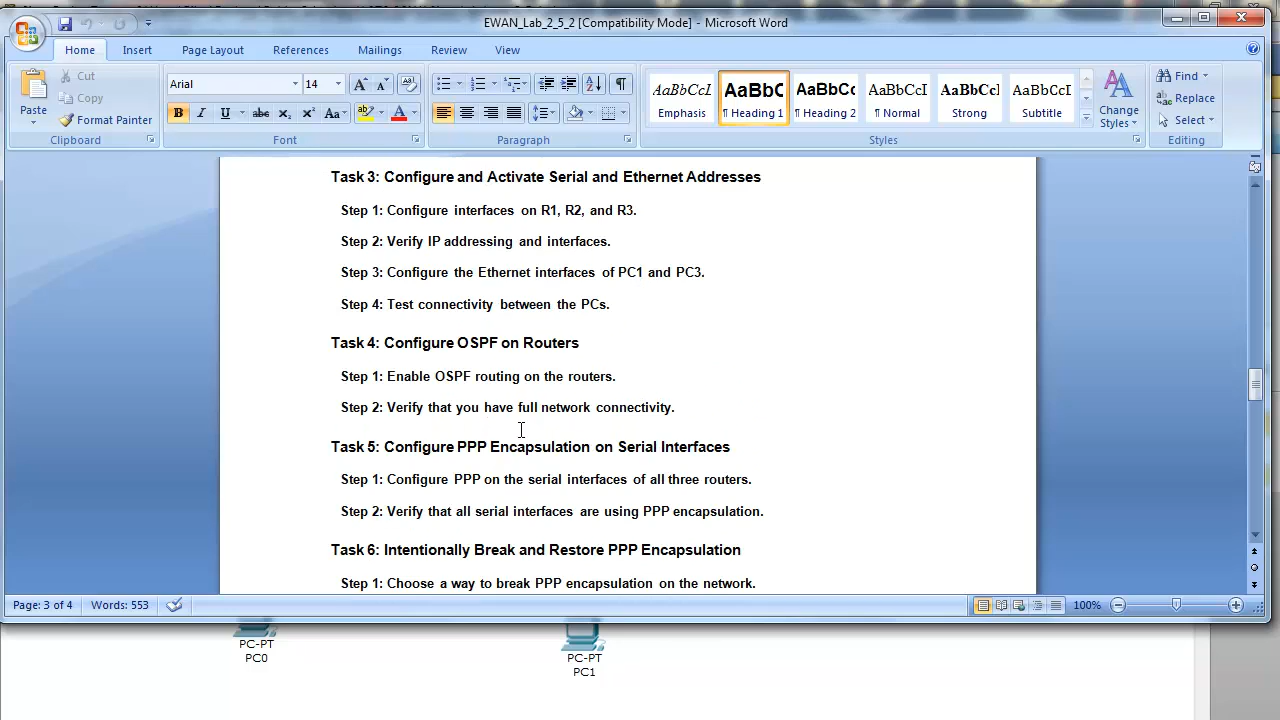 EWAN_Lab_2_5_2 [Compatibility Mode] - Microsoft Word
Home Insert Page Layout References Mailings Review View
Paste
Cut
Copy
Format Painter
Clipboard
Arial 14
Font
Paragraph
AaBbCcI AaBbC AaBbCc AaBbCcI AaBbCcI AaBbCcI
Emphasis ¶ Heading 1 ¶ Heading 2 ¶ Normal Strong Subtitle
Change Styles
Styles
Find
Replace
Select
Editing
Task 3: Configure and Activate Serial and Ethernet Addresses
Step 1: Configure interfaces on R1, R2, and R3.
Step 2: Verify IP addressing and interfaces.
Step 3: Configure the Ethernet interfaces of PC1 and PC3.
Step 4: Test connectivity between the PCs.
Task 4: Configure OSPF on Routers
Step 1: Enable OSPF routing on the routers.
Step 2: Verify that you have full network connectivity.
Task 5: Configure PPP Encapsulation on Serial Interfaces
Step 1: Configure PPP on the serial interfaces of all three routers.
Step 2: Verify that all serial interfaces are using PPP encapsulation.
Task 6: Intentionally Break and Restore PPP Encapsulation
Step 1: Choose a way to break PPP encapsulation on the network.
Page: 3 of 4 Words: 553 100%
PC-PT PC-PT
PC0 PC1